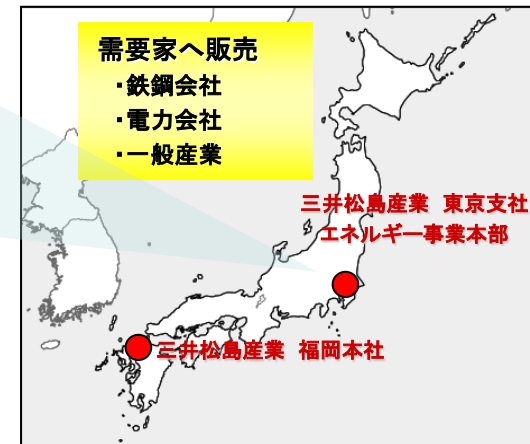 需要家へ販売
・鉄鋼会社
・電力会社
・一般産業
三井松島産業 東京支社
エネルギー事業本部
三井松島産業 福岡本社